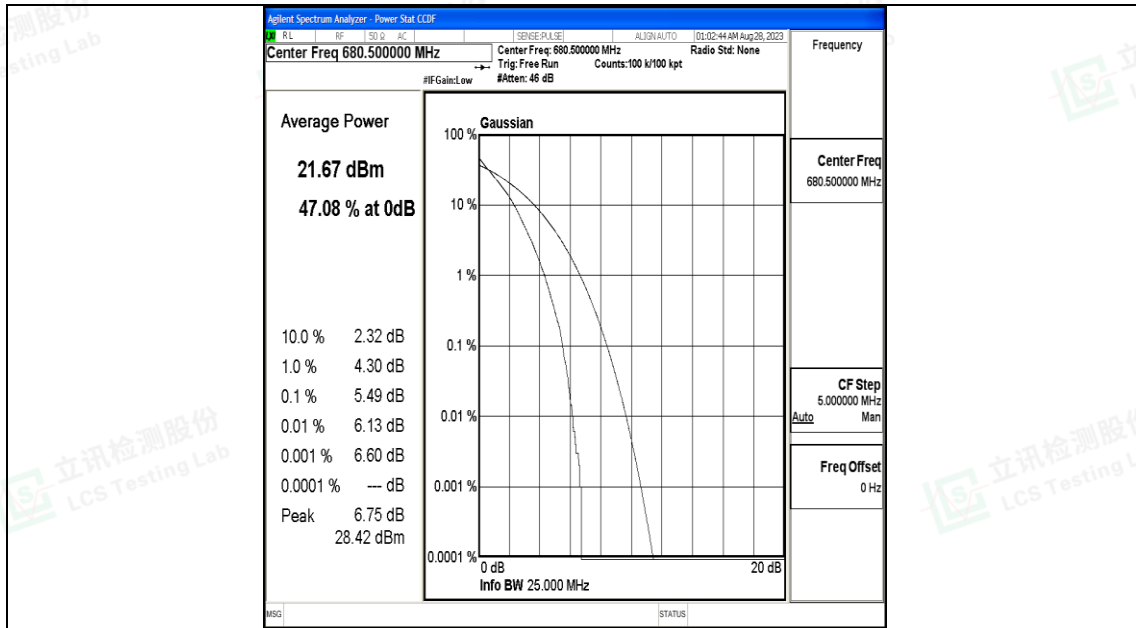 Agilent Spectrum Analyzer - Power Stat CCDF
RL RF 50 Ω AC SENSE:PULSE ALIGN AUTO 01:02:44 AM Aug 28, 2023
Center Freq 680.500000 MHz
Center Freq: 680.500000 MHz Radio Std: None
Trig: Free Run Counts:100 k/100 kpt
#IFGain:Low #Atten: 46 dB
Average Power
21.67 dBm
47.08 % at 0dB
10.0 % 2.32 dB
1.0 % 4.30 dB
0.1 % 5.49 dB
0.01 % 6.13 dB
0.001 % 6.60 dB
0.0001 % --- dB
Peak 6.75 dB
28.42 dBm
Gaussian
100 %
10 %
1 %
0.1 %
0.01 %
0.001 %
0.0001 %
0 dB 20 dB
Info BW 25.000 MHz
Frequency
Center Freq
680.500000 MHz
CF Step
5.000000 MHz
Auto Man
Freq Offset
0 Hz
MSG STATUS
立讯检测股份
LCS Testing Lab
立讯检测股份
LCS Testing Lab